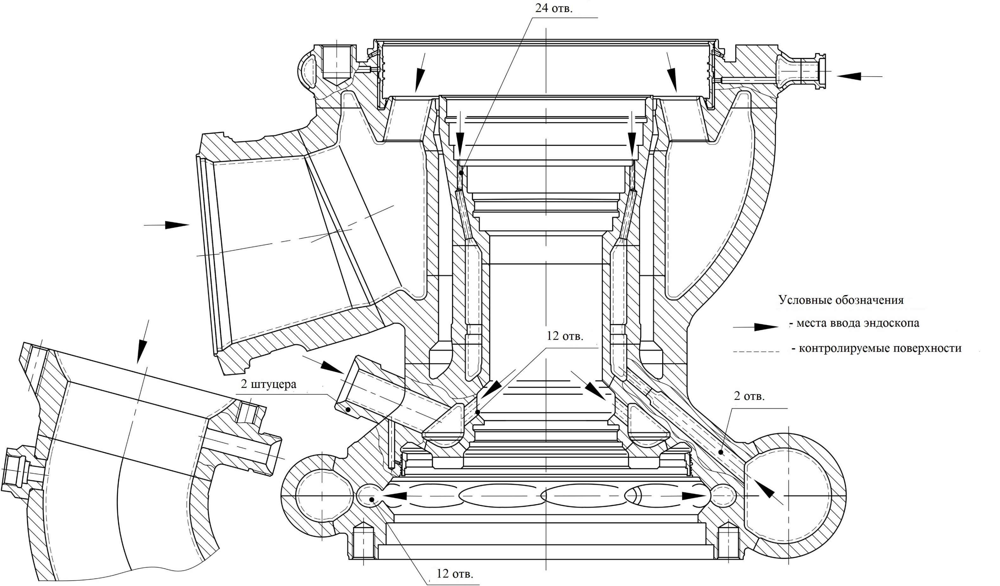 24 отв.
Условные обозначения
- места ввода эндоскопа
12 отв.
- контролируемые поверхности
2 штуцера
2 отв.
12 отв.